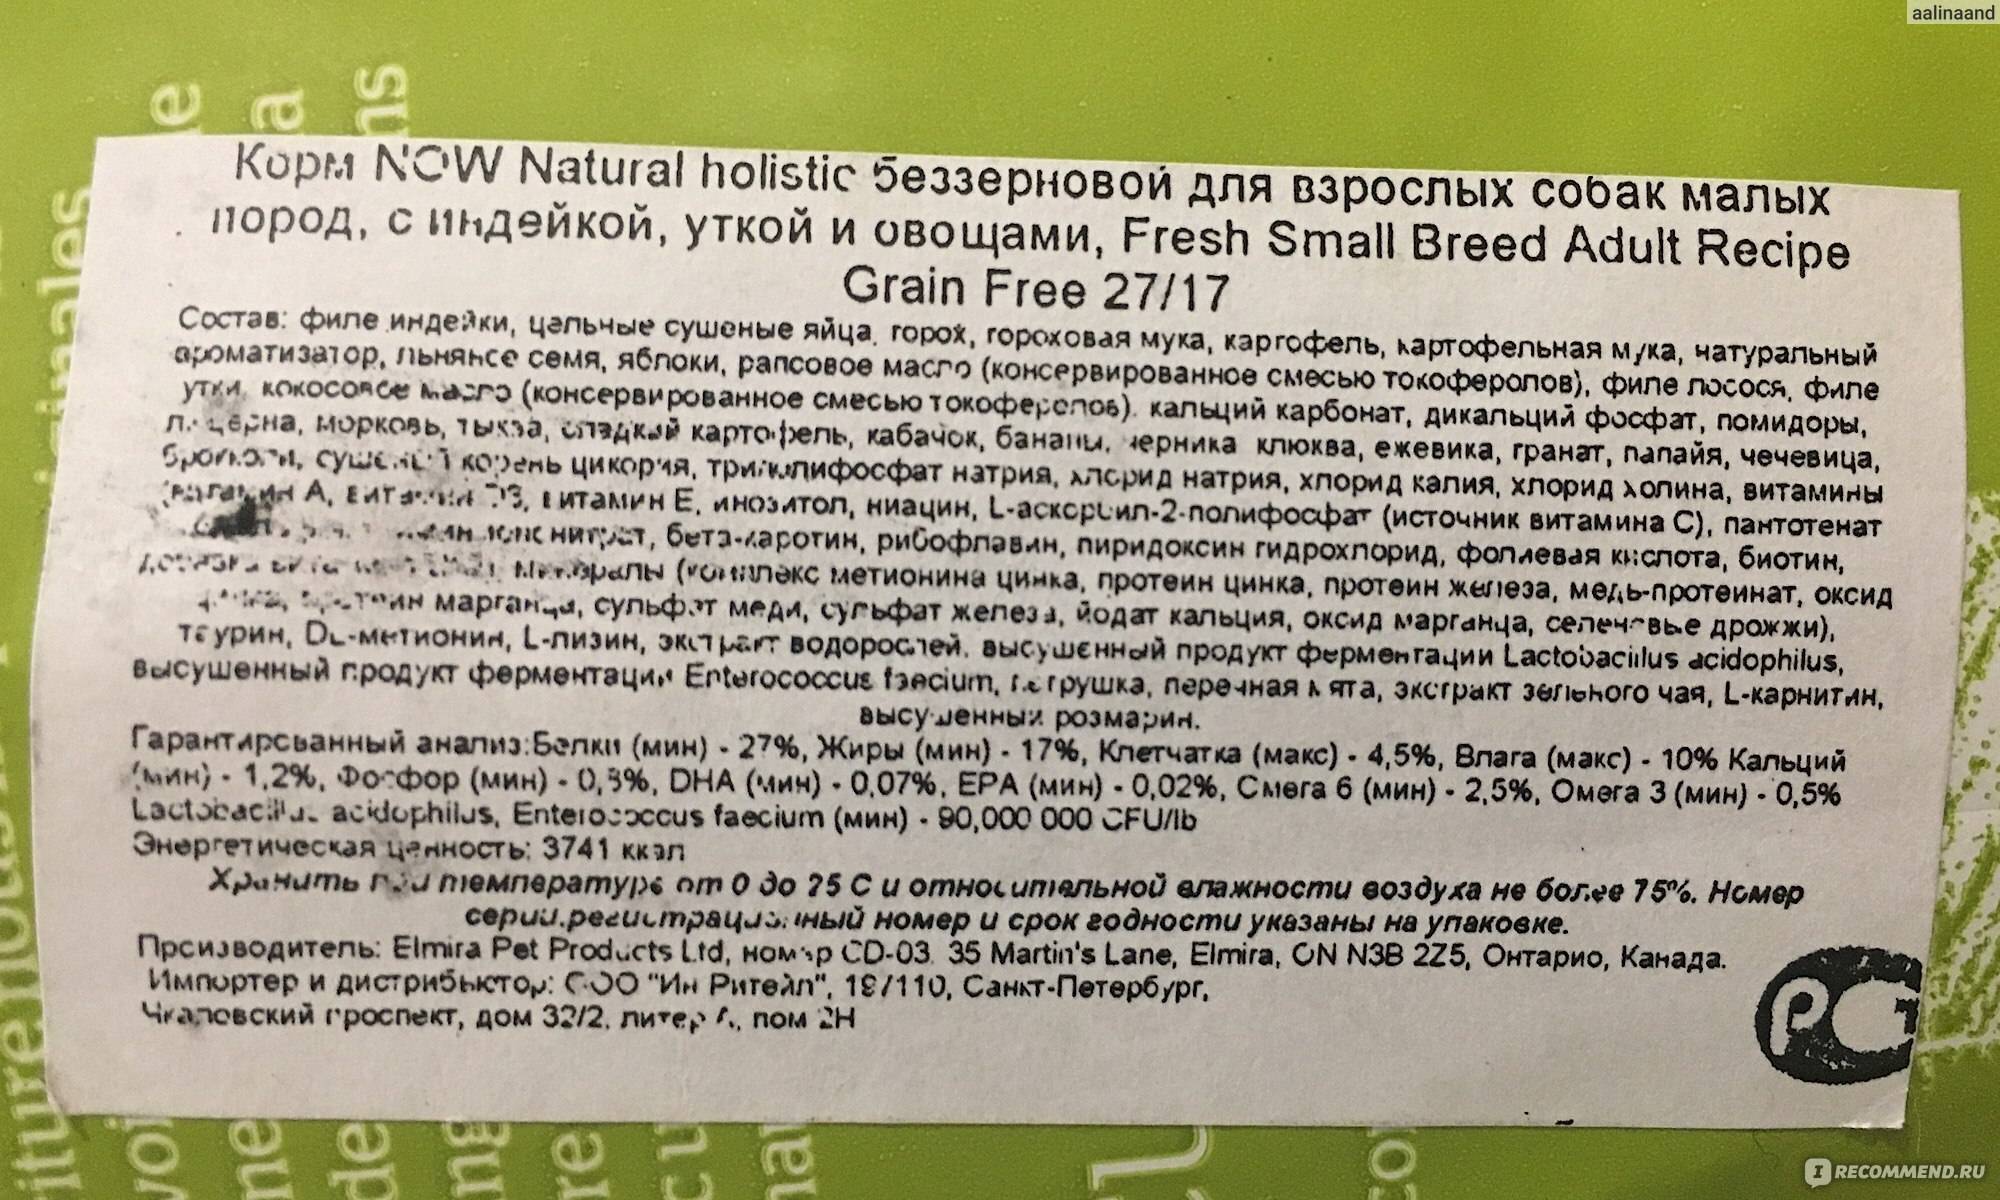 aalinaand
Корм NOW Natural holistic беззерновой для взрослых собак малых
пород, с индейкой, уткой и овощами, Fresh Small Breed Adult Recipe
Grain Free 27/17
Состав: филе индейки, цельные сушеные яйца, горох, гороховая мука, картофель, картофельная мука, натуральный
ароматизатор, льняное семя, яблоки, рапсовое масло (консервированное смесью токоферолов), филе лосося, филе
утки, кокосовое масло (консервированное смесью токоферолов), кальций карбонат, дикальций фосфат, помидоры,
люцерна, морковь, тыква, сладкий картофель, кабачок, бананы, черника клюква, ежевика, гранат, папайя, чечевица,
брокколи, сушеный корень цикория, триполифосфат натрия, хлорид натрия, хлорид калия, хлорид холина, витамины
(витамин А, витамин D3, витамин Е, инозитол, ниацин, L-аскорбил-2-полифосфат (источник витамина С), пантотенат
бета-каротин, рибофлавин, пиридоксин гидрохлорид, фолиевая кислота, биотин,
минералы (комплекс метионина цинка, протеин цинка, протеин железа, медь-протеинат, оксид
цинка, протеин марганца, сульфат меди, сульфат железа, йодат кальция, оксид марганца, селеновые дрожжи),
таурин, DL-метионин, L-лизин, экстракт водорослей, высушенный продукт ферментации Lactobacillus acidophilus,
высушенный продукт ферментации Enterococcus faecium, петрушка, перечная мята, экстракт зеленого чая, L-карнитин,
высушенный розмарин.
Гарантированный анализ:Белки (мин) - 27%, Жиры (мин) - 17%, Клетчатка (макс) - 4,5%, Влага (макс) - 10% Кальций
(мин) - 1,2%, Фосфор (мин) - DHA (мин) - 0,07%, EPA (мин) - 0,02%, Омега 6 (мин) - 2,5%, Омега 3 (мин) - 0,5%
Lactobacillus acidophilus, Enterococcus faecium (мин) - 90,000 000 CFU/lb
Энергетическая ценность: 3741 ккал
Хранить при температуре от 0 до 25 С и относительной влажности воздуха не более 75%. Номер
серии,регистрационный номер и срок годности указаны на упаковке.
Производитель: Elmira Pet Products Ltd, номер CD-03. 35 Martin's Lane, Elmira, ON N3B 2Z5, Онтарио, Канада.
Импортер и дистрибьютор: ООО "Ин Ритейл", 197110, Санкт-Петербург,
Чкаловский проспект, дом 32/2, литер А, пом 2Н
РСТ
IRECOMMEND.RU